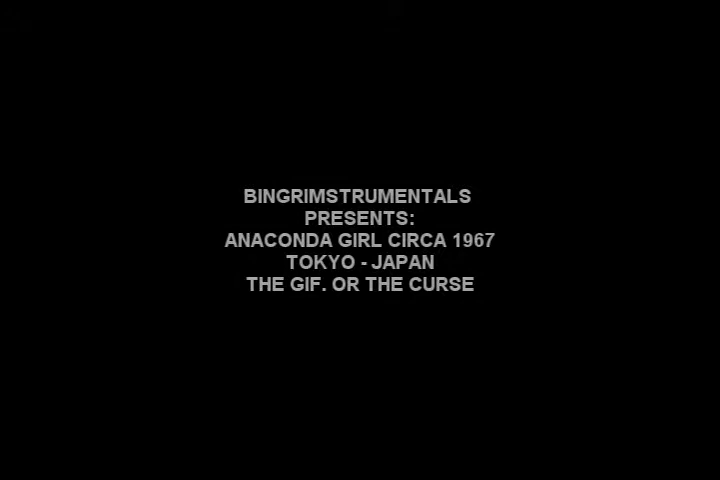 BINGRIMSTRUMENTALS
PRESENTS:
ANACONDA GIRL CIRCA 1967
TOKYO - JAPAN
THE GIF. OR THE CURSE